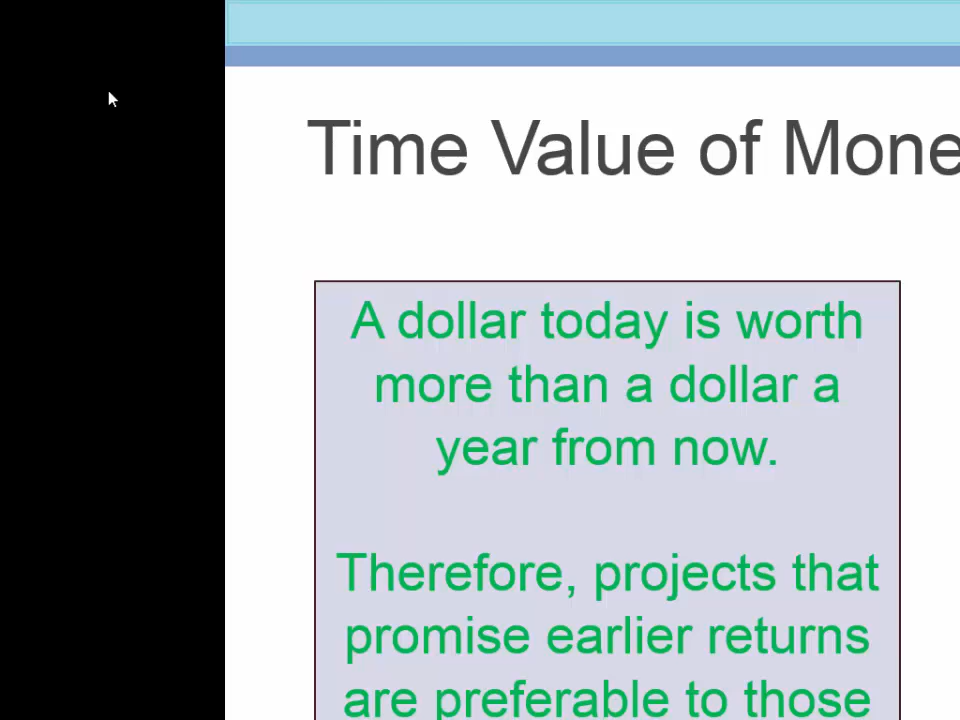 Time Value of Mone
A dollar today is worth
more than a dollar a
year from now.
Therefore, projects that
promise earlier returns
are preferable to those